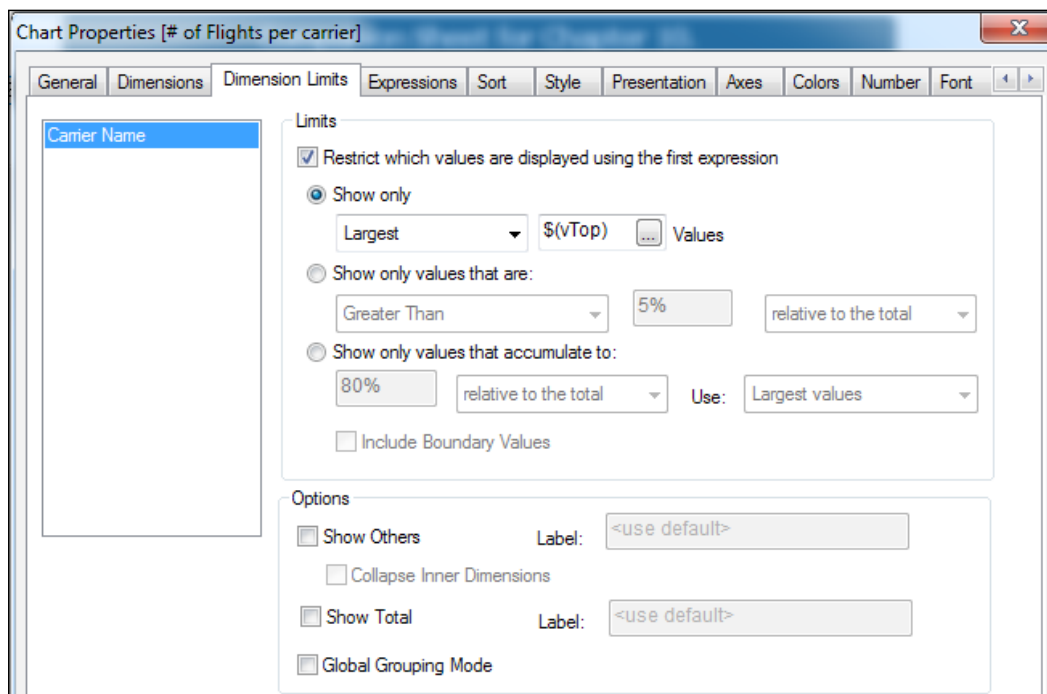 Chart Properties [# of Flights per carrier]
General Dimensions Dimension Limits Expressions Sort Style Presentation Axes Colors Number Font
Carrier Name
Limits
Restrict which values are displayed using the first expression
Show only
Largest $(vTop) ... Values
Show only values that are:
Greater Than 5% relative to the total
Show only values that accumulate to:
80% relative to the total Use: Largest values
Include Boundary Values
Options
Show Others Label: <use default>
Collapse Inner Dimensions
Show Total Label: <use default>
Global Grouping Mode